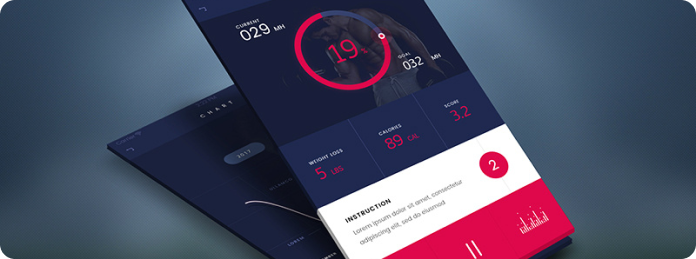 CURRENT
029 MH
19
GOAL
032 MH
WEIGHT LOSS
5 LBS
CALORIES
89 CAL
SCORE
3.2
INSTRUCTION
2
Lorem ipsum dolor sit amet, consectetur
adipiscing elit, sed do eiusmod
2017